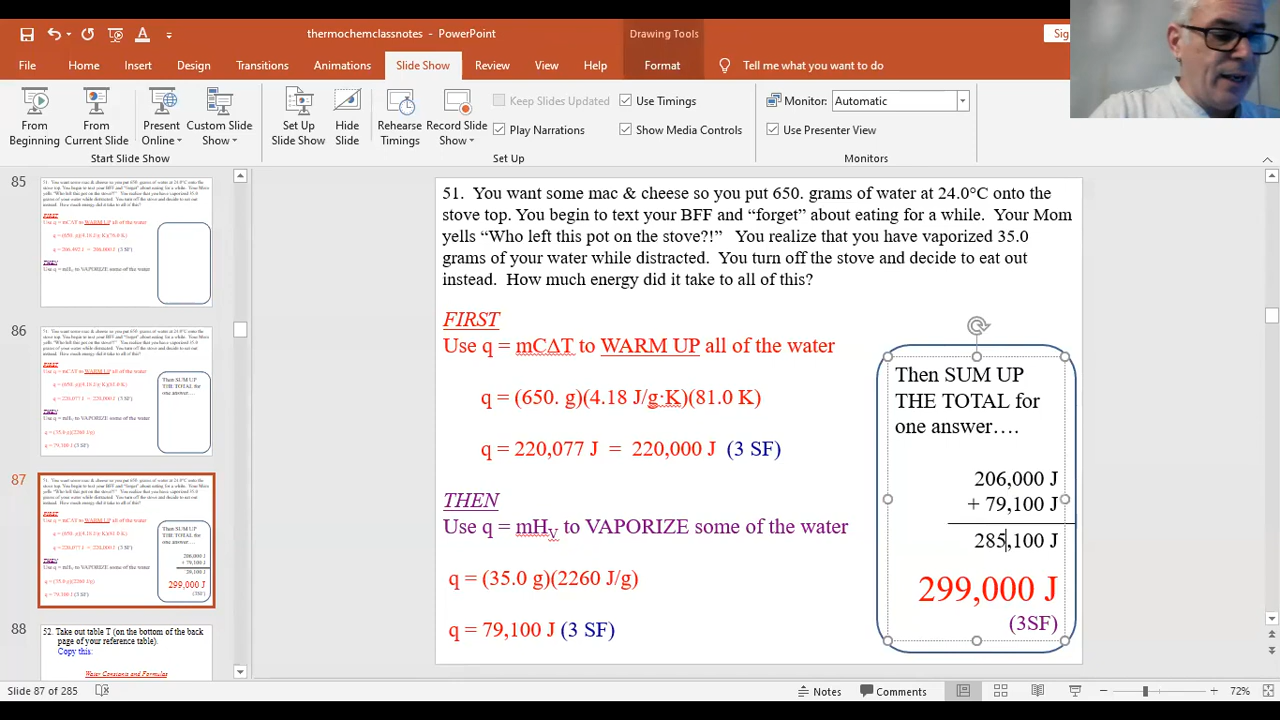 thermochemclassnotes - PowerPoint
Drawing Tools
Sig
File Home Insert Design Transitions Animations Slide Show Review View Help Format Tell me what you want to do
From Beginning
From Current Slide
Present Online
Custom Slide Show
Set Up Slide Show
Hide Slide
Rehearse Timings
Record Slide Show
Keep Slides Updated
Play Narrations
Use Timings
Show Media Controls
Monitor: Automatic
Use Presenter View
Start Slide Show
Set Up
Monitors
85
86
87
88
52. Take out table T (on the bottom of the back
page of your reference table).
Copy this:
Water Constants and Formulas
51. You want some mac & cheese so you put 650. grams of water at 24.0°C onto the
stove top. You begin to text your BFF and “forget” about eating for a while. Your Mom
yells “Who left this pot on the stove?!” You realize that you have vaporized 35.0
grams of your water while distracted. You turn off the stove and decide to eat out
instead. How much energy did it take to all of this?
FIRST
Use q = mCΔT to WARM UP all of the water
q = (650. g)(4.18 J/g·K)(81.0 K)
q = 220,077 J = 220,000 J (3 SF)
THEN
Use q = mHV to VAPORIZE some of the water
q = (35.0 g)(2260 J/g)
q = 79,100 J (3 SF)
Then SUM UP
THE TOTAL for
one answer….
206,000 J
+ 79,100 J
285,100 J
299,000 J
(3SF)
Slide 87 of 285
Notes
Comments
72%